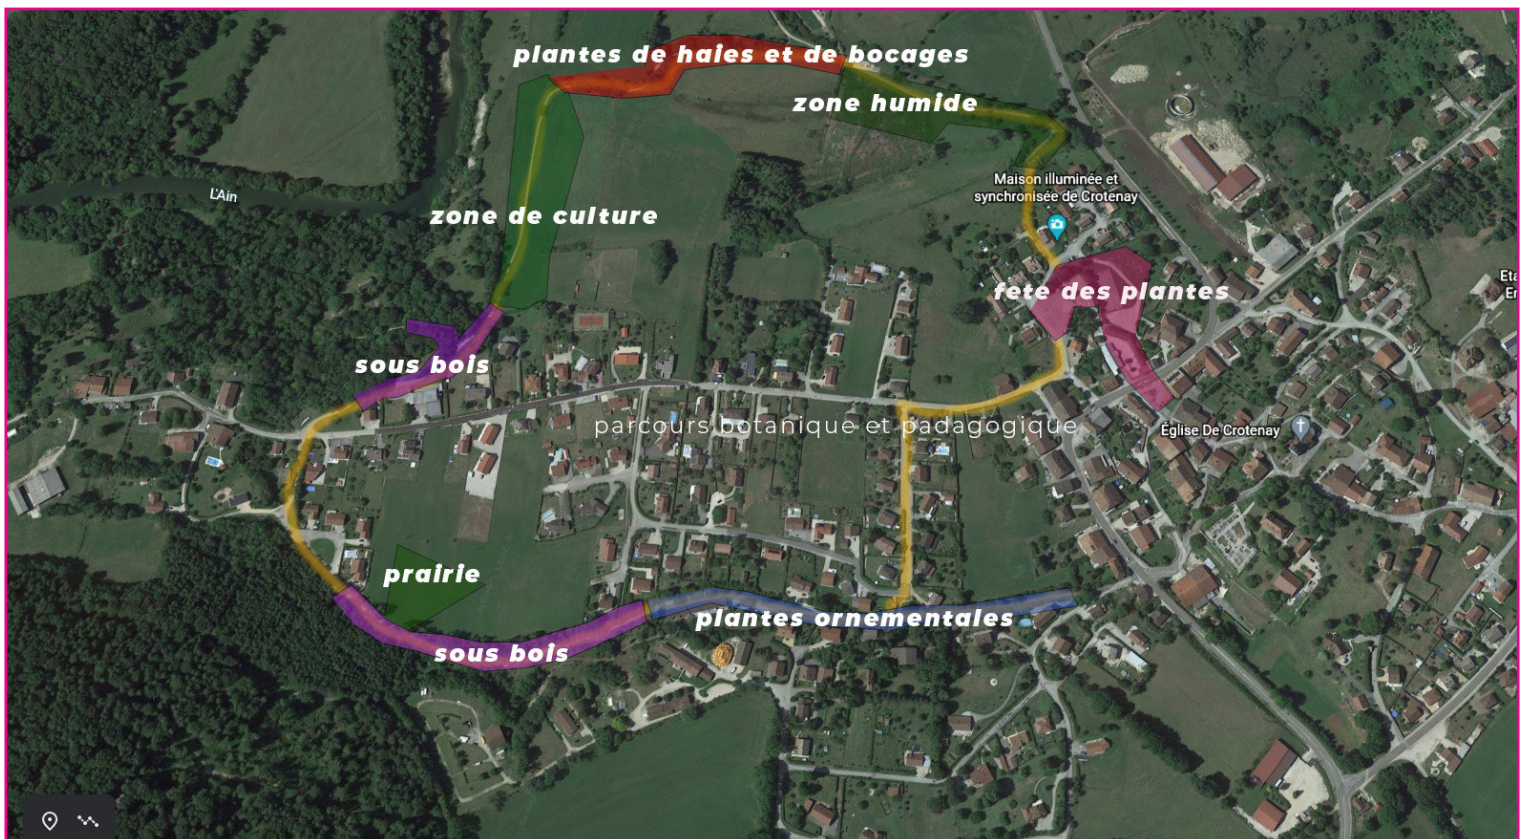 plantes de haies et de bocages
zone humide
Maison illuminée et
synchronisée de Crotenay
L'Ain
zone de culture
fete des plantes
sous bois
parcours botanique et padagogique
Église De Crotenay
prairie
plantes ornementales
sous bois